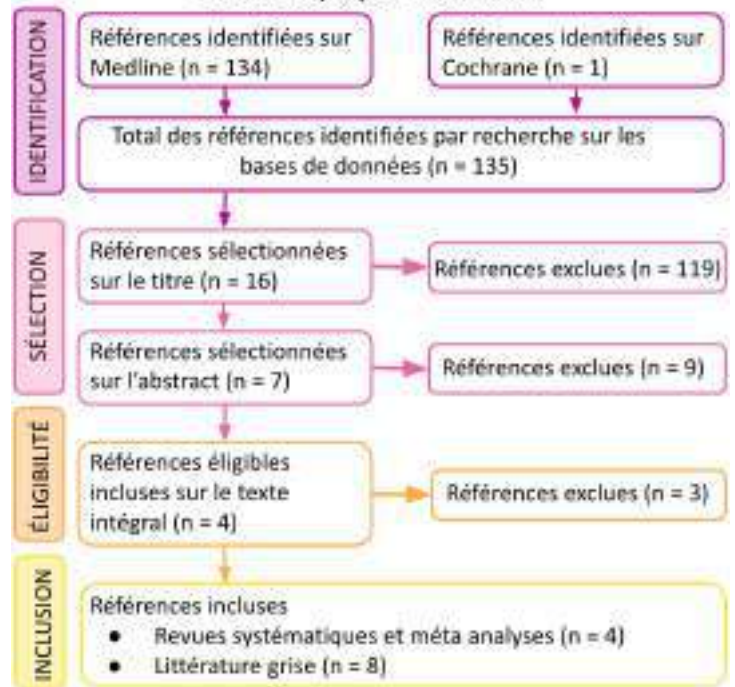 IDENTIFICATION
Références identifiées sur
Medline (n = 134)
Références identifiées sur
Cochrane (n = 1)
Total des références identifiées par recherche sur les
bases de données (n = 135)
SÉLECTION
Références sélectionnées
sur le titre (n = 16)
Références exclues (n = 119)
Références sélectionnées
sur l'abstract (n = 7)
Références exclues (n = 9)
ÉLIGIBILITÉ
Références éligibles
incluses sur le texte
intégral (n = 4)
Références exclues (n = 3)
INCLUSION
Références incluses
● Revues systématiques et méta analyses (n = 4)
● Littérature grise (n = 8)